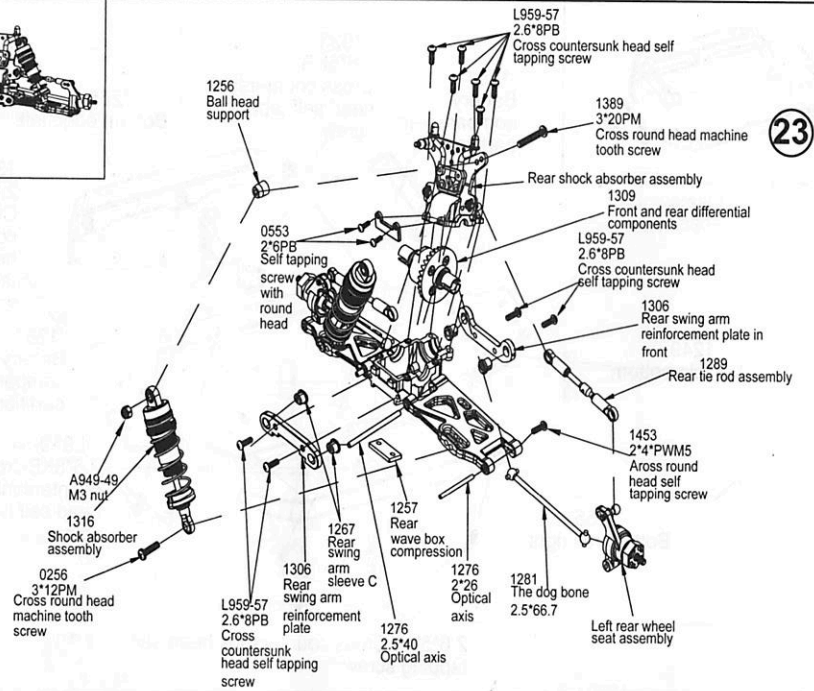 L959-57
2.6*8PB
Cross countersunk head self
tapping screw
1256
Ball head
support
1389
3*20PM
Cross round head machine
tooth screw
23
Rear shock absorber assembly
1309
Front and rear differential
components
0553
2*6PB
Self tapping
screw
with
round
head
L959-57
2.6*8PB
Cross countersunk head
self tapping screw
1306
Rear swing arm
reinforcement plate in
front
1289
Rear tie rod assembly
1453
2*4*PWM5
Aross round
head self
tapping screw
A949-49
M3 nut
1316
Shock absorber
assembly
0256
3*12PM
Cross round head
machine tooth
screw
L959-57
2.6*8PB
Cross
countersunk
head self tapping
screw
1306
Rear
swing arm
reinforcement
plate
1267
Rear
swing
arm
sleeve C
1276
2.5*40
Optical axis
1257
Rear
wave box
compression
1276
2*26
Optical
axis
1281
The dog bone
2.5*66.7
Left rear wheel
seat assembly